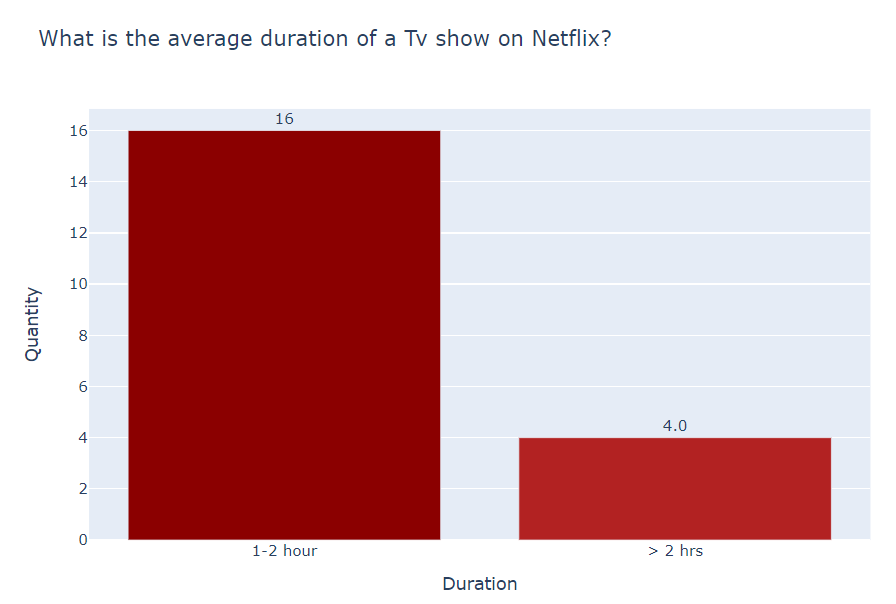 What is the average duration of a Tv show on Netflix?
16
16
14
12
10
8
6
4
2
0
4.0
Quantity
1-2 hour
> 2 hrs
Duration